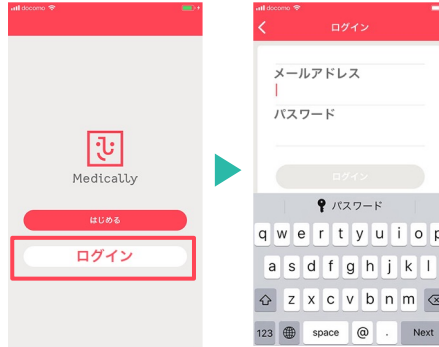 docomo
Medically
はじめる
ログイン
docomo
ログイン
メールアドレス
パスワード
ログイン
パスワード
q w e r t y u i o p
a s d f g h j k l
z x c v b n m
123 space @ . Next